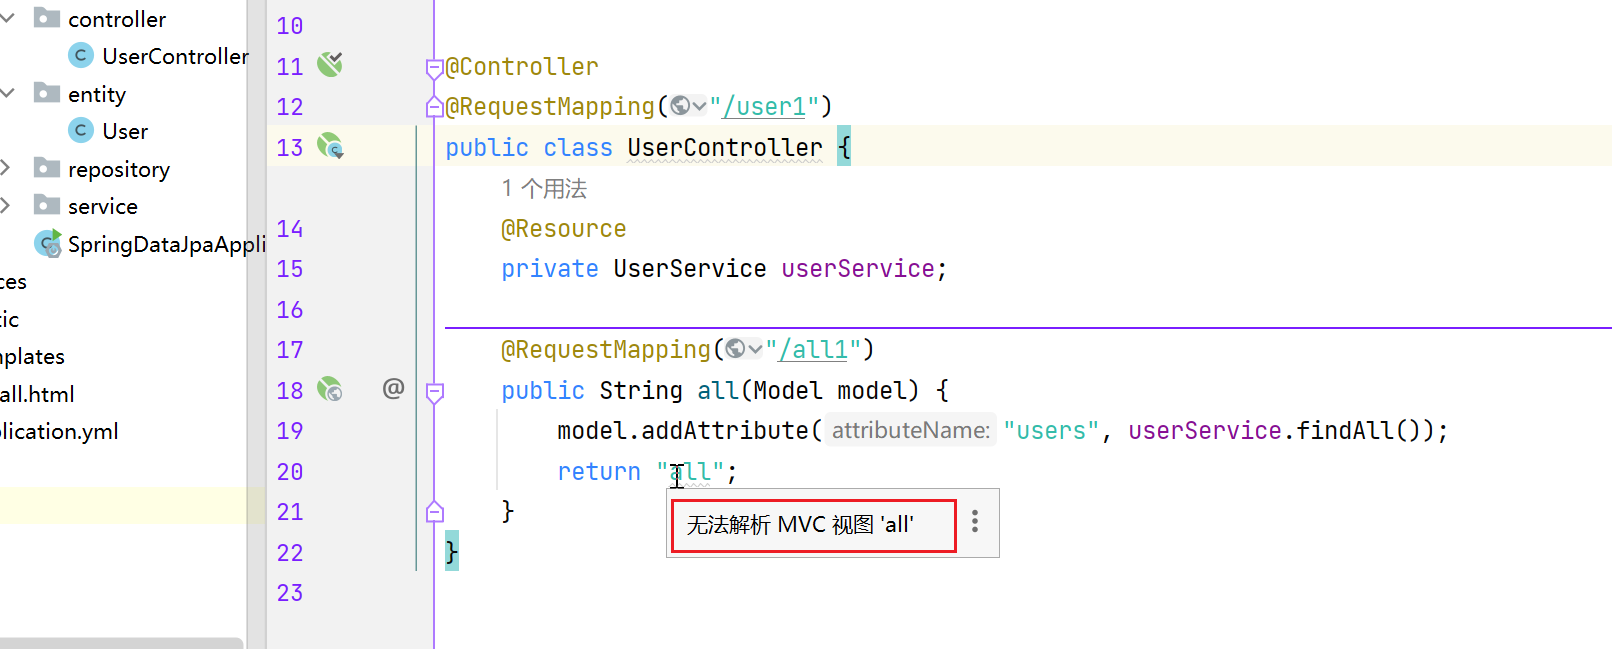 controller
UserController
entity
User
repository
service
SpringDataJpaAppli
ces
tic
nplates
all.html
lication.yml
10
11 @Controller
12 @RequestMapping("/user1")
13 public class UserController {
1 个用法
14 @Resource
15 private UserService userService;
16
17 @RequestMapping("/all1")
18 @ public String all(Model model) {
19 model.addAttribute( attributeName: "users", userService.findAll());
20 return "all";
21 }
22 }
23
无法解析 MVC 视图 'all'